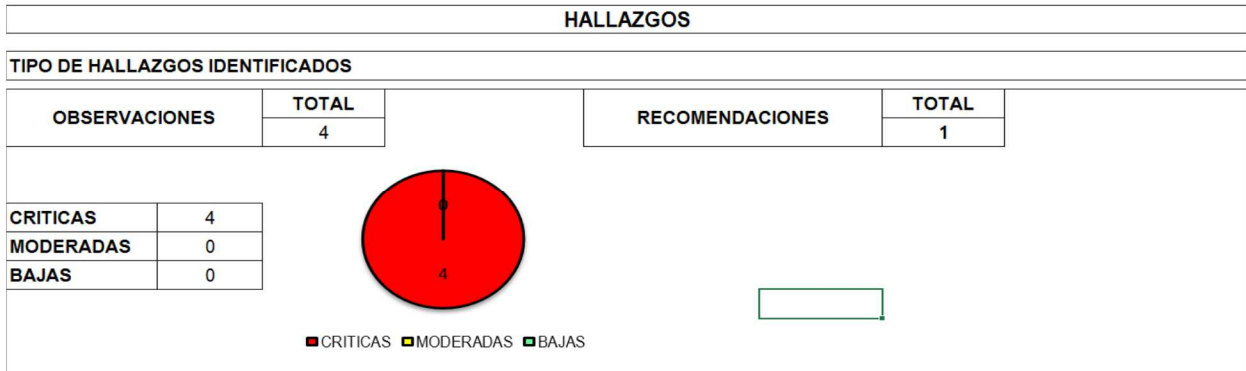 HALLAZGOS
TIPO DE HALLAZGOS IDENTIFICADOS
OBSERVACIONES TOTAL RECOMENDACIONES TOTAL
4 1
CRITICAS 4
MODERADAS 0
BAJAS 0
0
4
CRITICAS MODERADAS BAJAS